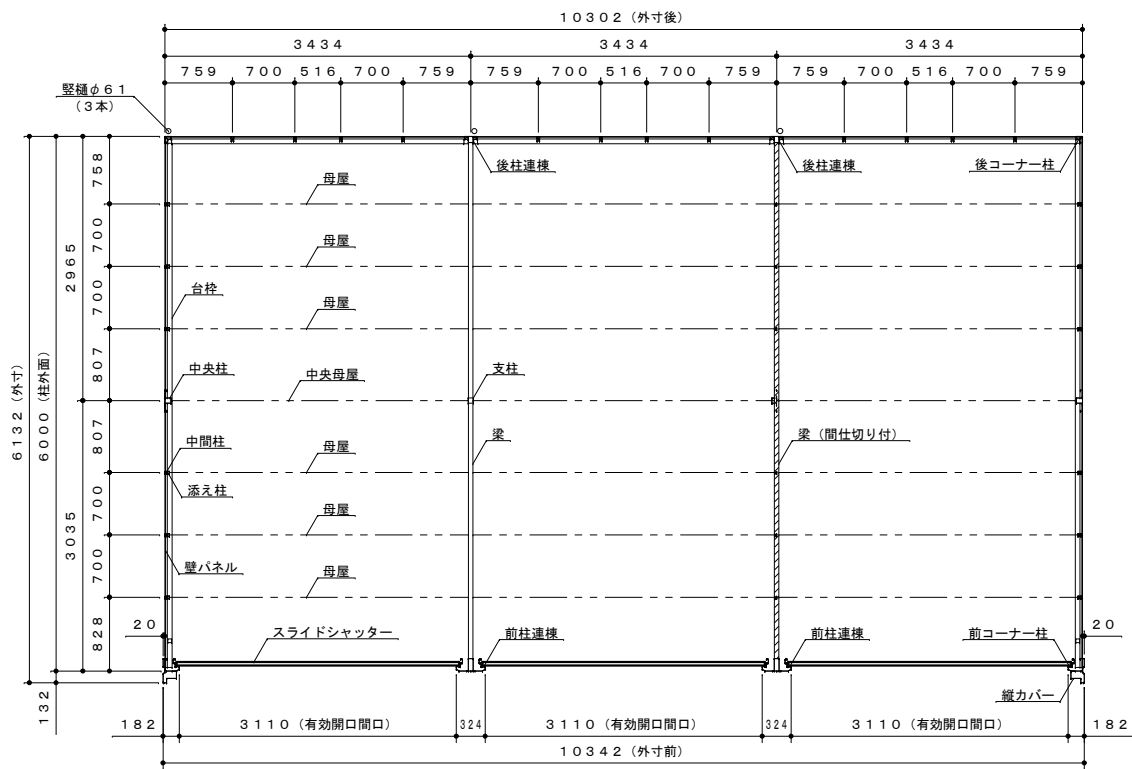 １０３０２（外寸後）
３４３４ ３４３４ ３４３４
７５９ ７００ ５１６ ７００ ７５９ ７５９ ７００ ５１６ ７００ ７５９ ７５９ ７００ ５１６ ７００ ７５９
竪樋φ６１
（３本）
後柱連棟 後柱連棟 後コーナー柱
７５８
母屋
７００
母屋
２９６５
７００
台枠 母屋
８０７
中央柱 中央母屋 支柱
６１３２（外寸）
６０００（柱外面）
８０７
中間柱 母屋 梁 梁（間仕切り付）
添え柱
７００
母屋
３０３５
７００
壁パネル 母屋
８２８
２０ スライドシャッター 前柱連棟 前柱連棟 前コーナー柱 ２０
１３２
縦カバー
１８２ ３１１０（有効開口間口） ３２４ ３１１０（有効開口間口） ３２４ ３１１０（有効開口間口） １８２
１０３４２（外寸前）